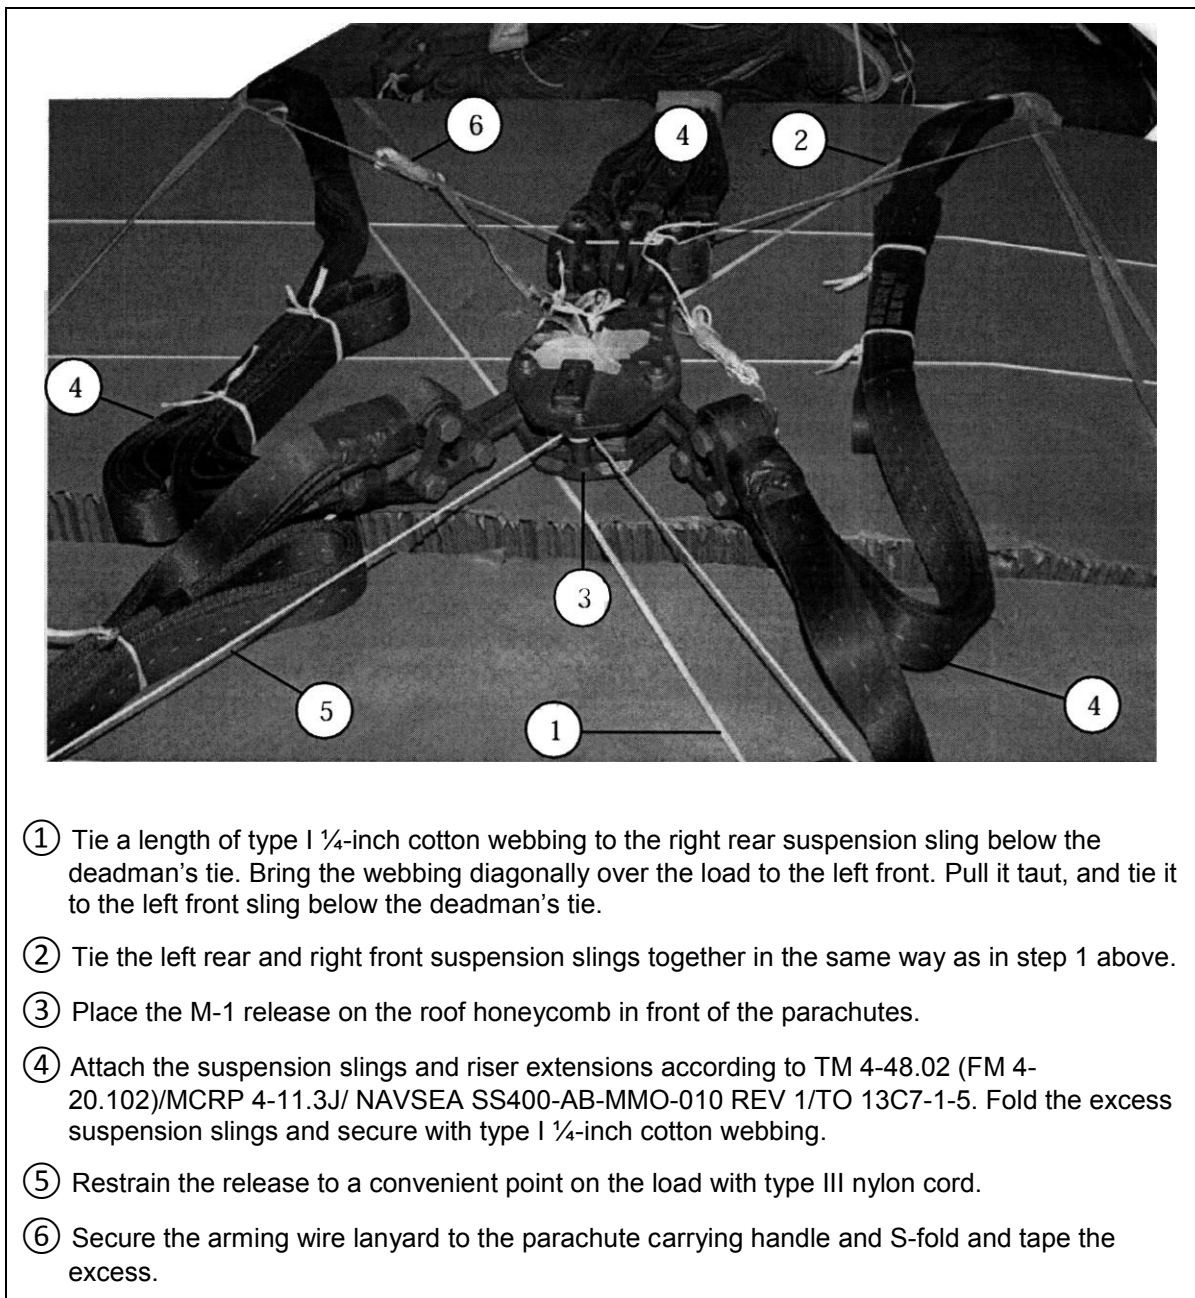 6
4
2
4
3
5
1
4
① Tie a length of type I ¼-inch cotton webbing to the right rear suspension sling below the
deadman’s tie. Bring the webbing diagonally over the load to the left front. Pull it taut, and tie it
to the left front sling below the deadman’s tie.
② Tie the left rear and right front suspension slings together in the same way as in step 1 above.
③ Place the M-1 release on the roof honeycomb in front of the parachutes.
④ Attach the suspension slings and riser extensions according to TM 4-48.02 (FM 4-
20.102)/MCRP 4-11.3J/ NAVSEA SS400-AB-MMO-010 REV 1/TO 13C7-1-5. Fold the excess
suspension slings and secure with type I ¼-inch cotton webbing.
⑤ Restrain the release to a convenient point on the load with type III nylon cord.
⑥ Secure the arming wire lanyard to the parachute carrying handle and S-fold and tape the
excess.